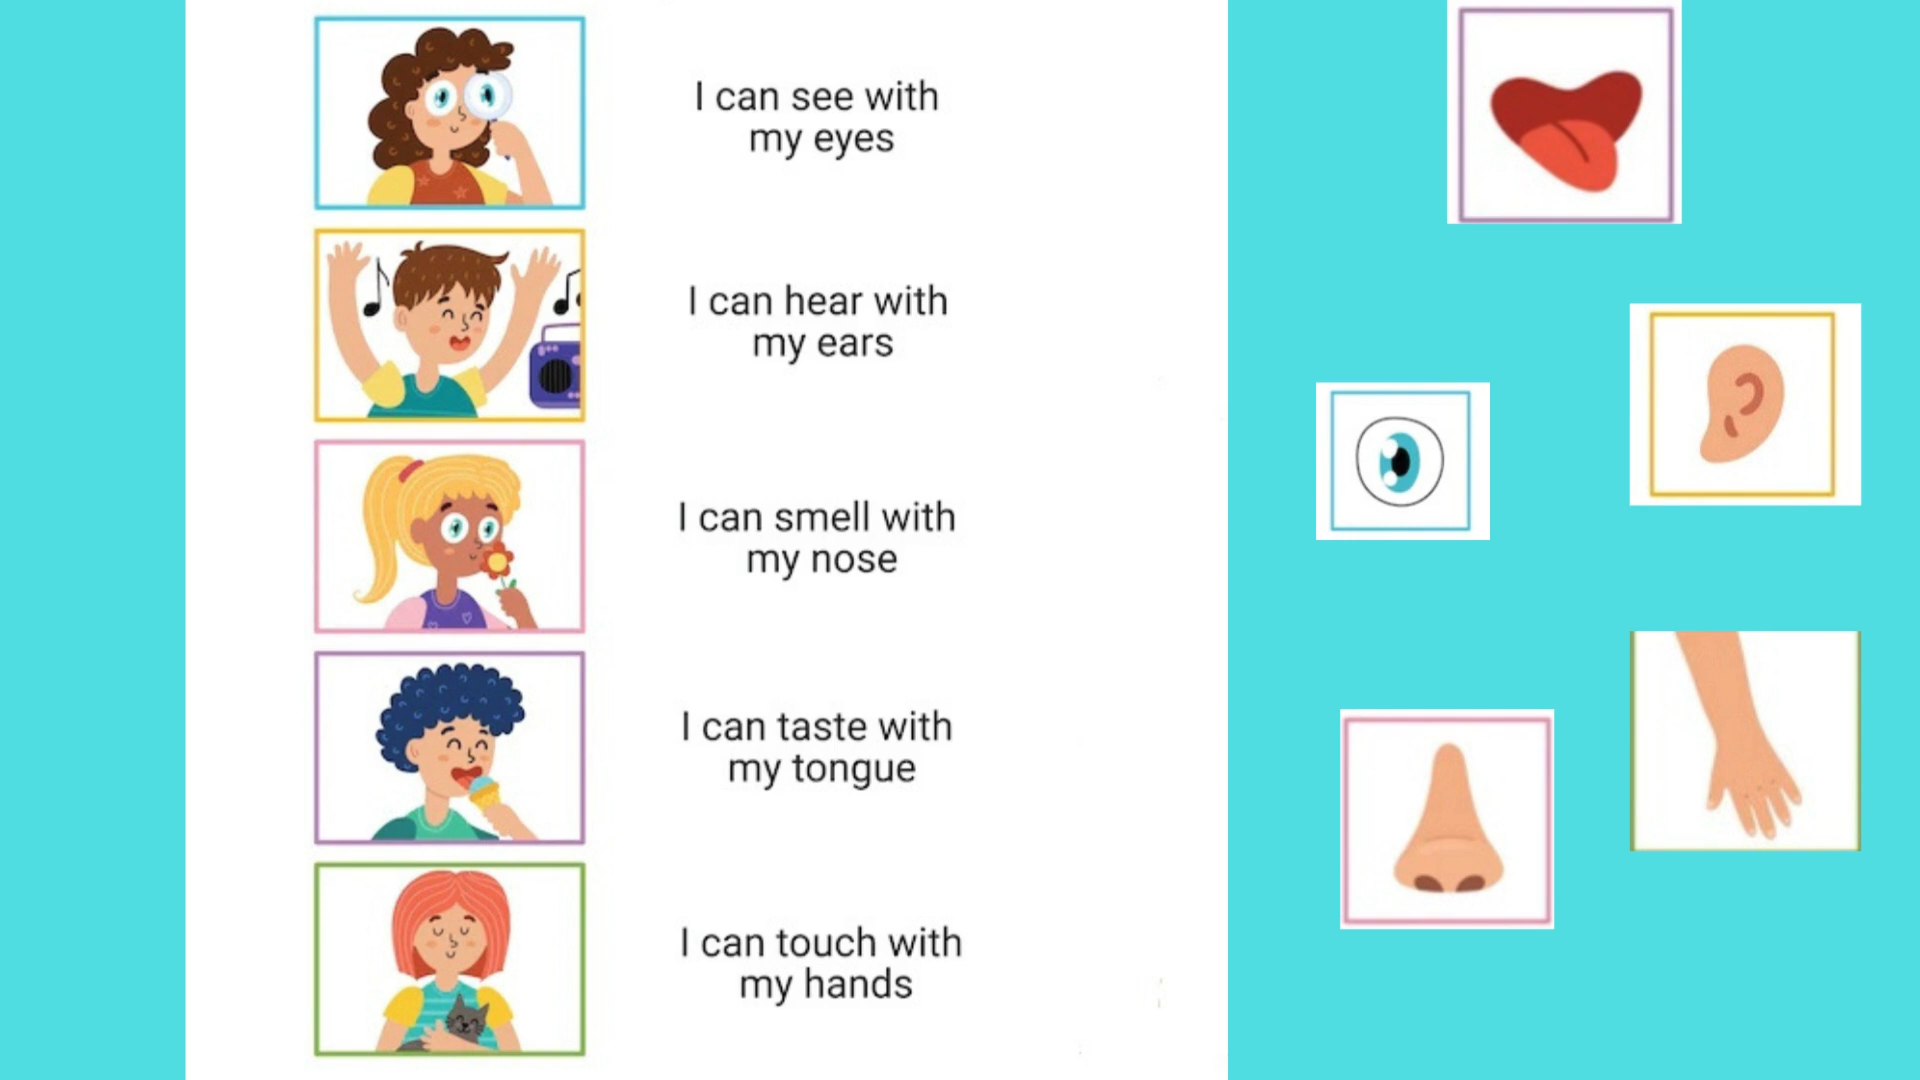 I can see with
my eyes
I can hear with
my ears
I can smell with
my nose
I can taste with
my tongue
I can touch with
my hands